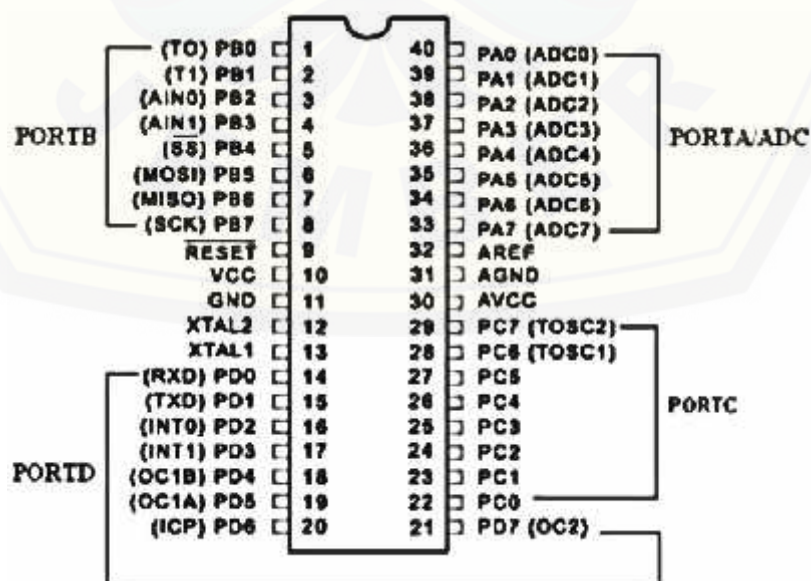 (T0) PB0 1 40 PA0 (ADC0)
(T1) PB1 2 39 PA1 (ADC1)
(AIN0) PB2 3 38 PA2 (ADC2)
(AIN1) PB3 4 37 PA3 (ADC3)
PORTB PORTA/ADC
(SS) PB4 5 36 PA4 (ADC4)
(MOSI) PB5 6 35 PA5 (ADC5)
(MISO) PB6 7 34 PA6 (ADC6)
(SCK) PB7 8 33 PA7 (ADC7)
RESET 9 32 AREF
VCC 10 31 AGND
GND 11 30 AVCC
XTAL2 12 29 PC7 (TOSC2)
XTAL1 13 28 PC6 (TOSC1)
(RXD) PD0 14 27 PC5
(TXD) PD1 15 26 PC4
PORTC
(INT0) PD2 16 25 PC3
(INT1) PD3 17 24 PC2
PORTD
(OC1B) PD4 18 23 PC1
(OC1A) PD5 19 22 PC0
(ICP) PD6 20 21 PD7 (OC2)